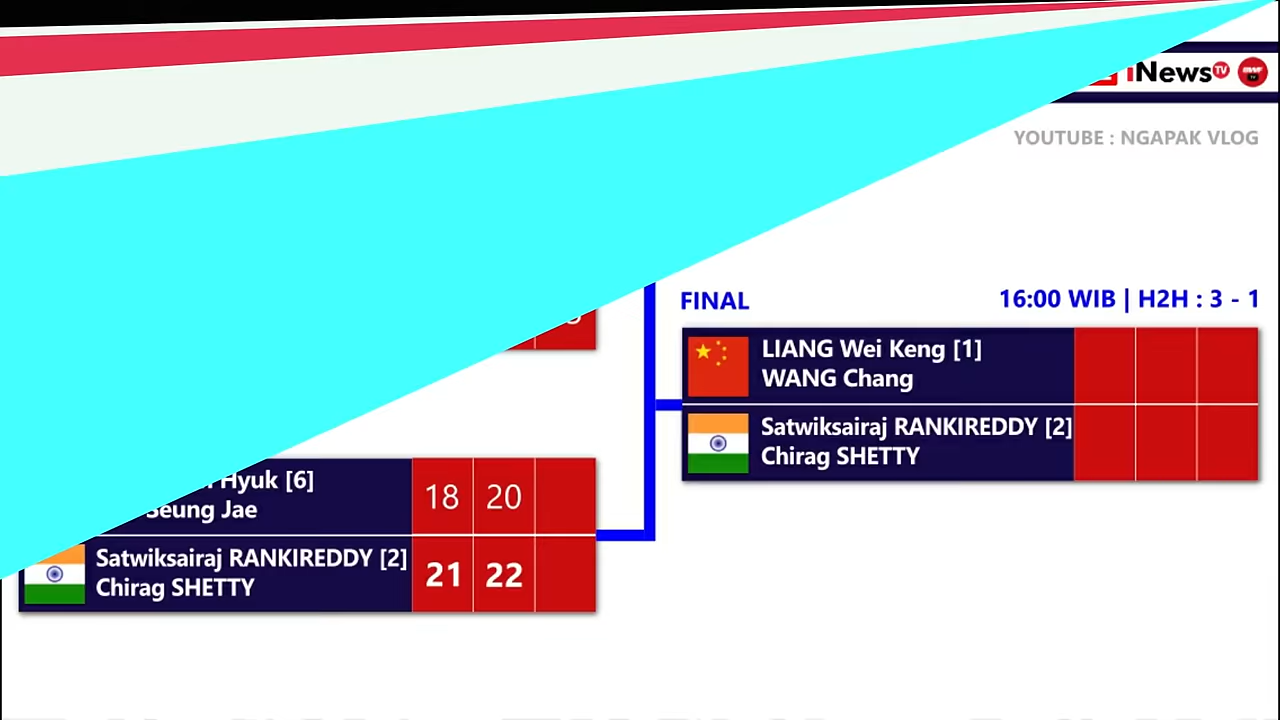 iNews TV
YOUTUBE : NGAPAK VLOG
FINAL
16:00 WIB | H2H : 3 - 1
LIANG Wei Keng [1]
WANG Chang
Satwiksairaj RANKIREDDY [2]
Chirag SHETTY
Hyuk [6]
Seung Jae
18 20
Satwiksairaj RANKIREDDY [2]
Chirag SHETTY
21 22